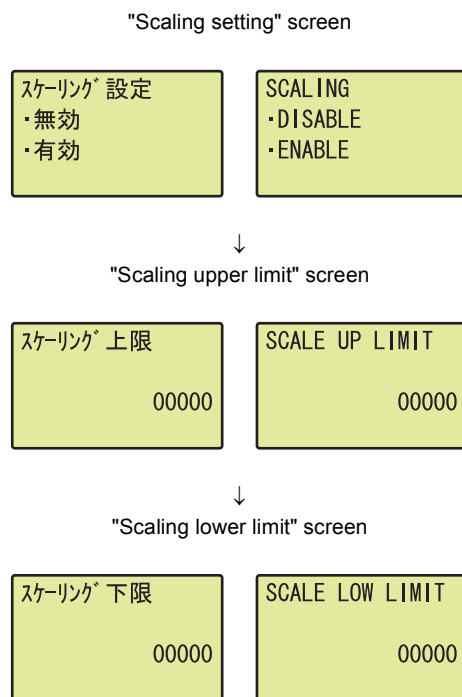 "Scaling setting" screen
スケーリング 設定
・無効
・有効
SCALING
・DISABLE
・ENABLE
↓
"Scaling upper limit" screen
スケーリング 上限
00000
SCALE UP LIMIT
00000
↓
"Scaling lower limit" screen
スケーリング 下限
00000
SCALE LOW LIMIT
00000